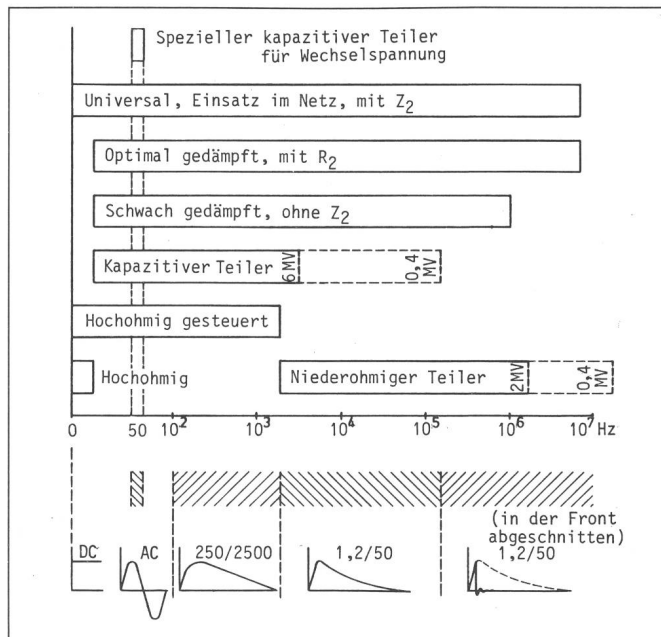 Spezieller kapazitiver Teiler
für Wechselspannung
Universal, Einsatz im Netz, mit Z2
Optimal gedämpft, mit R2
Schwach gedämpft, ohne Z2
Kapazitiver Teiler 6 MV 0,4 MV
Hochohmig gesteuert
Hochohmig Niederohmiger Teiler 2 MV 0,4 MV
0 50 10² 10³ 10⁴ 10⁵ 10⁶ 10⁷ Hz
(in der Front
abgeschnitten)
DC AC 250/2500 1,2/50 1,2/50